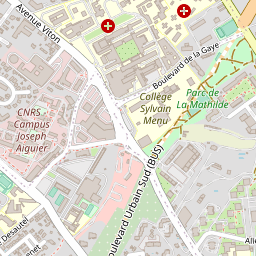 Avenue Viton
Boulevard de la Gaye
Collège
Sylvain
Menu
Parc de
La Mathilde
CNRS -
Campus
Joseph
Aiguier
Boulevard Urbain Sud (BUS)
Desautel
Alle